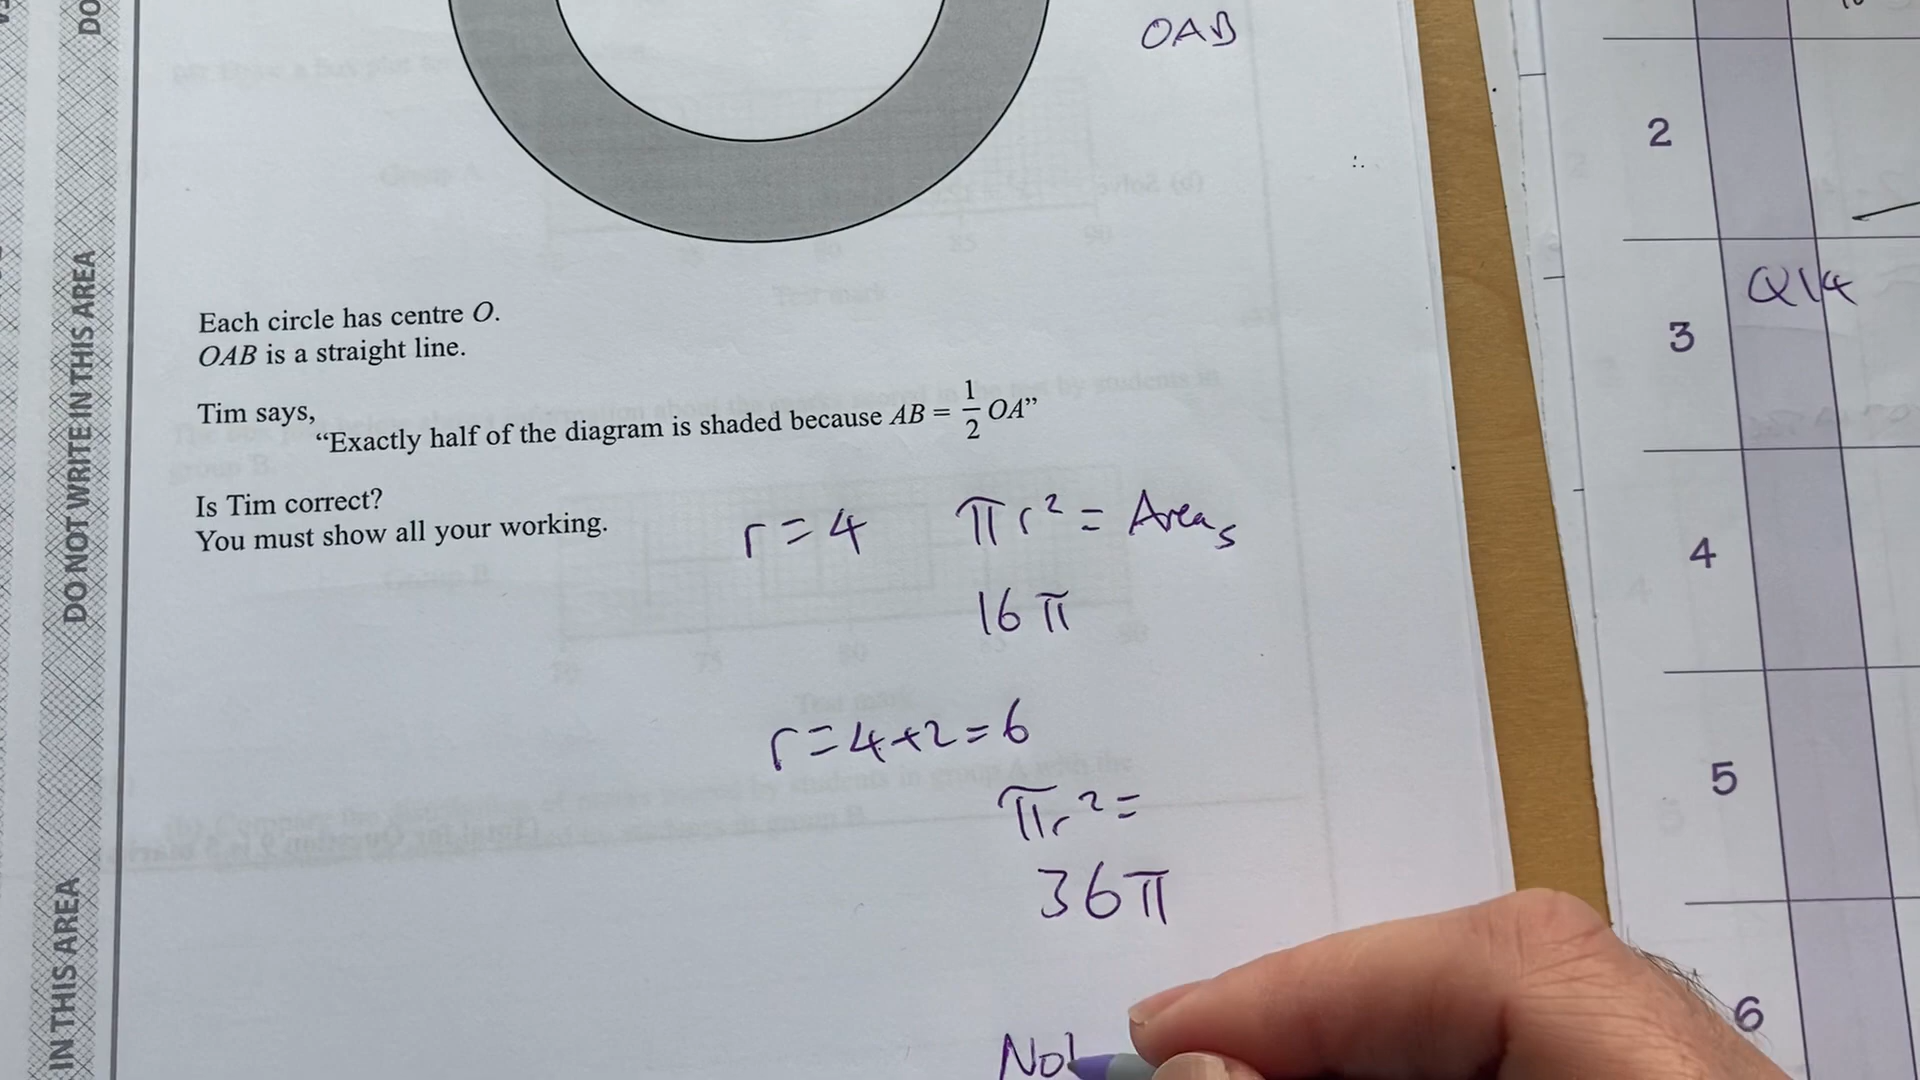 OAB
Each circle has centre O.
OAB is a straight line.
Tim says,
“Exactly half of the diagram is shaded because AB = 1/2 OA”
Is Tim correct?
You must show all your working.
r = 4 πr² = Areas
16π
r = 4+2 = 6
πr² =
36π
DO NOT WRITE IN THIS AREA
IN THIS AREA
DO
2
3 Q14
4
5
6